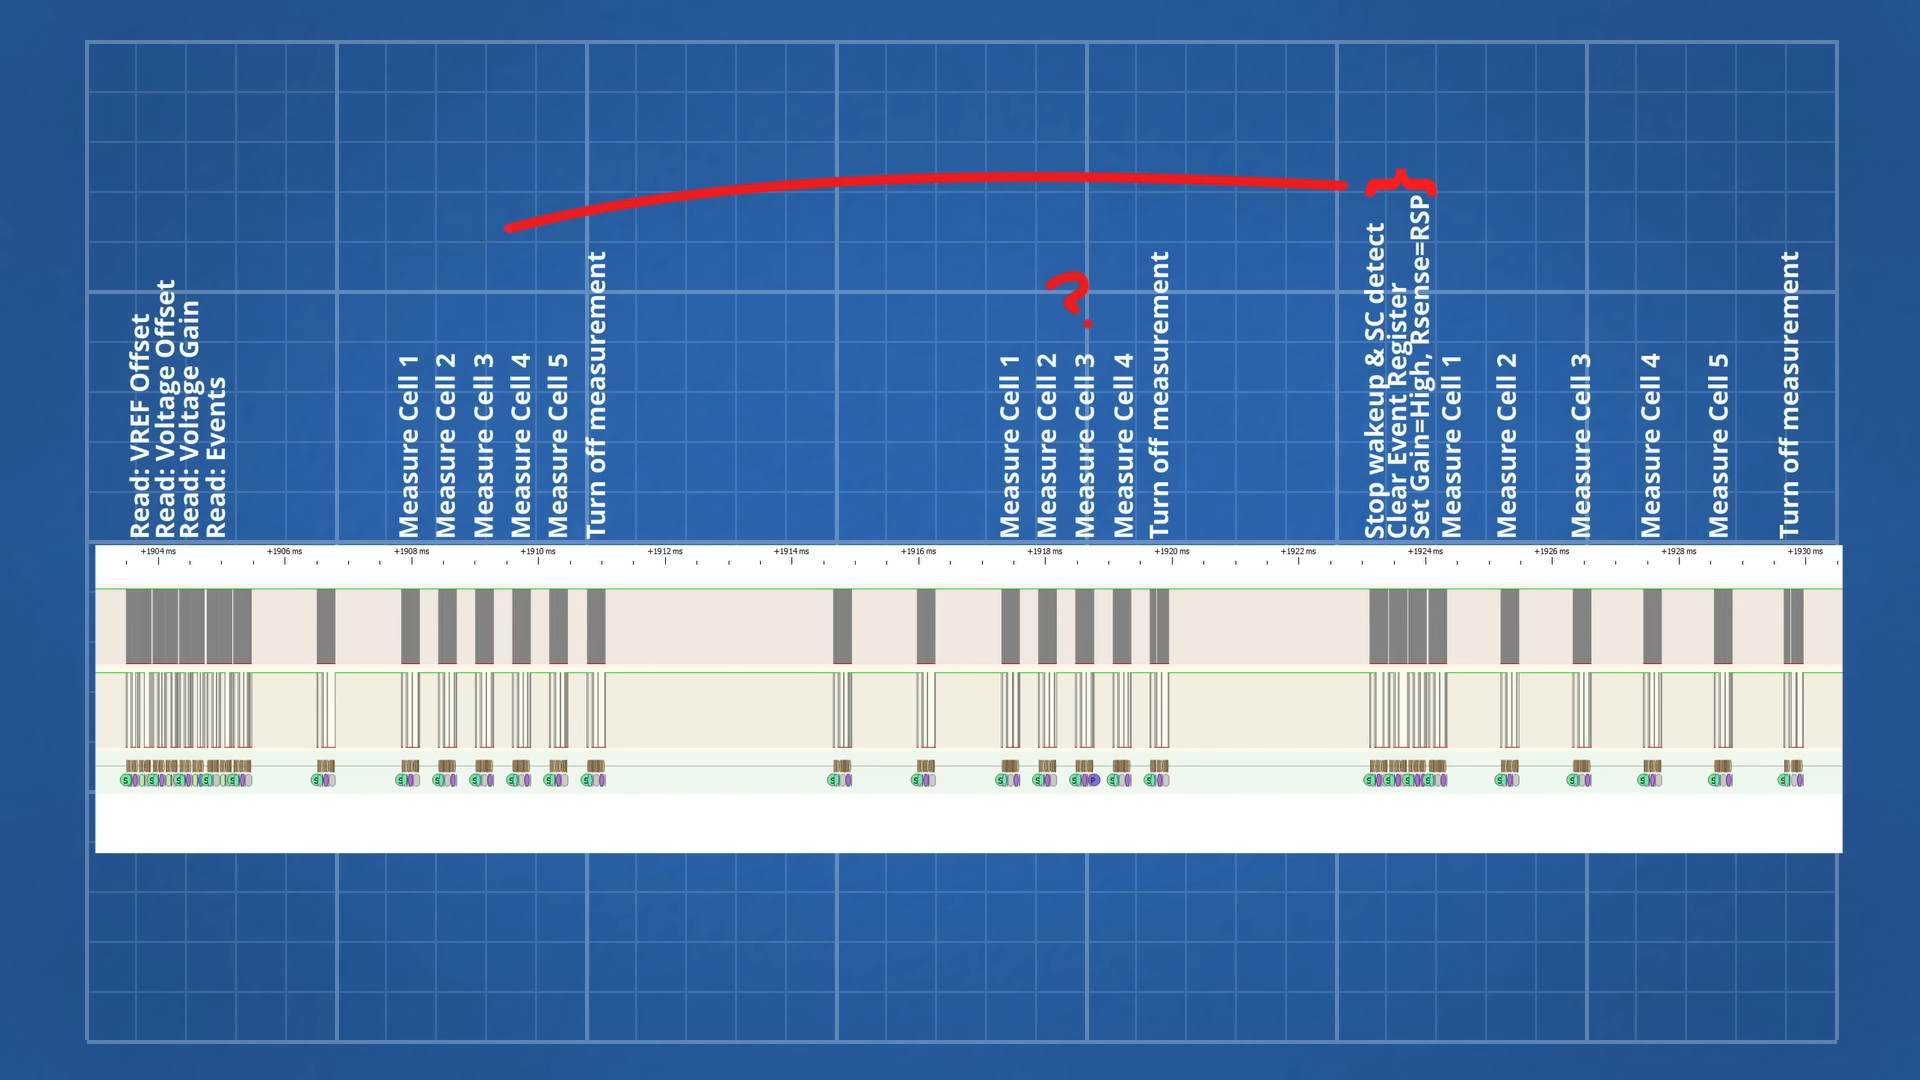 Read: VREF Offset
Read: Voltage Offset
Read: Voltage Gain
Read: Events
Measure Cell 1
Measure Cell 2
Measure Cell 3
Measure Cell 4
Measure Cell 5
Turn off measurement
?
Measure Cell 1
Measure Cell 2
Measure Cell 3
Measure Cell 4
Turn off measurement
Stop wakeup & SC detect
Clear Event Register
Set Gain=High, Rsense=RSP
Measure Cell 1
Measure Cell 2
Measure Cell 3
Measure Cell 4
Measure Cell 5
Turn off measurement
+1904 ms +1906 ms +1908 ms +1910 ms +1912 ms +1914 ms +1916 ms +1918 ms +1920 ms +1922 ms +1924 ms +1926 ms +1928 ms +1930 ms
S S S S S S S S S S S S S S S S S P S S S S S S S S S S S